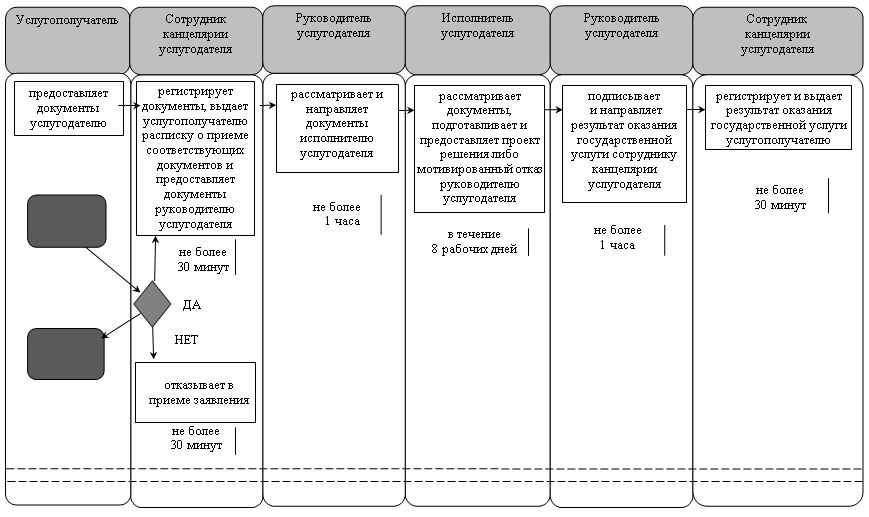 Услугополучатель
Сотрудник
канцелярии
услугодателя
Руководитель
услугодателя
Исполнитель
услугодателя
Руководитель
услугодателя
Сотрудник
канцелярии
услугодателя
предоставляет
документы
услугодателю
регистрирует
документы, выдает
услугополучателю
расписку о приеме
соответствующих
документов и
предоставляет
документы
руководителю
услугодателя
не более
30 минут
рассматривает и
направляет
документы
исполнителю
услугодателя
не более
1 часа
рассматривает
документы,
подготавливает и
предоставляет проект
решения либо
мотивированный отказ
руководителю
услугодателя
в течение
8 рабочих дней
подписывает
и направляет
результат оказания
государственной
услуги сотруднику
канцелярии
услугодателя
не более
1 часа
регистрирует и выдает
результат оказания
государственной услуги
услугополучателю
не более
30 минут
ДА
НЕТ
отказывает в
приеме заявления
не более
30 минут